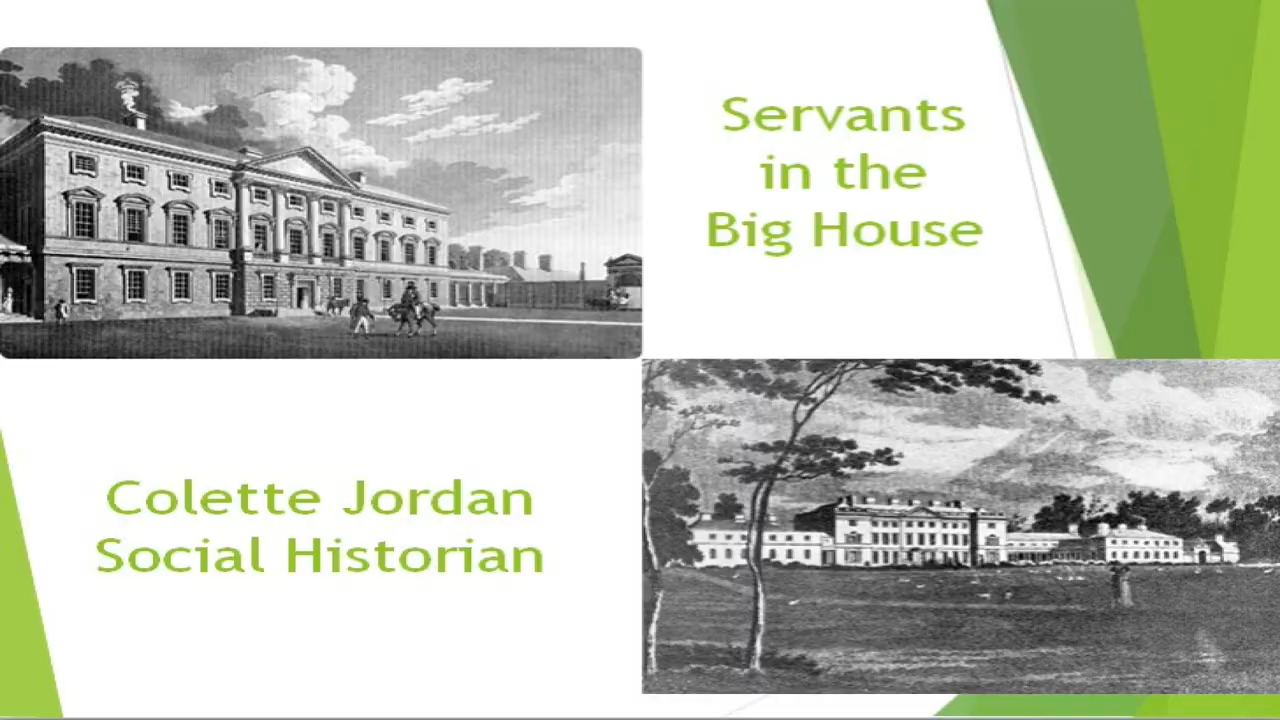 Servants
in the
Big House
Colette Jordan
Social Historian